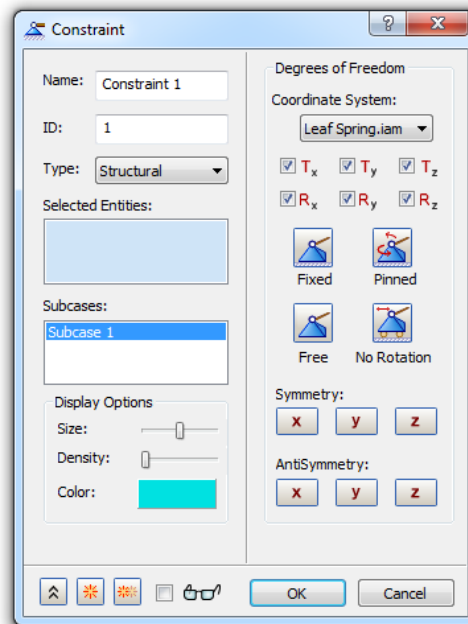 Constraint
Name: Constraint 1
ID: 1
Type: Structural
Selected Entities:
Subcases:
Subcase 1
Display Options
Size:
Density:
Color:
Degrees of Freedom
Coordinate System:
Leaf Spring.iam
Tx Ty Tz
Rx Ry Rz
Fixed Pinned
Free No Rotation
Symmetry:
x y z
AntiSymmetry:
x y z
OK Cancel